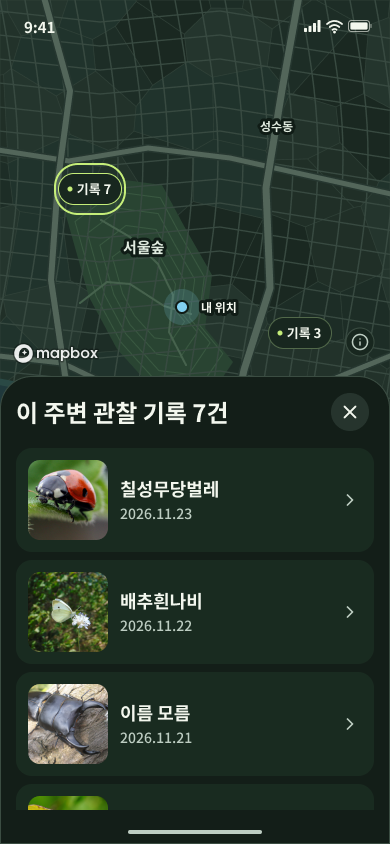 9:41
성수동
기록 7
서울숲
내 위치
기록 3
mapbox
이 주변 관찰 기록 7건
칠성무당벌레
2026.11.23
배추흰나비
2026.11.22
이름 모름
2026.11.21